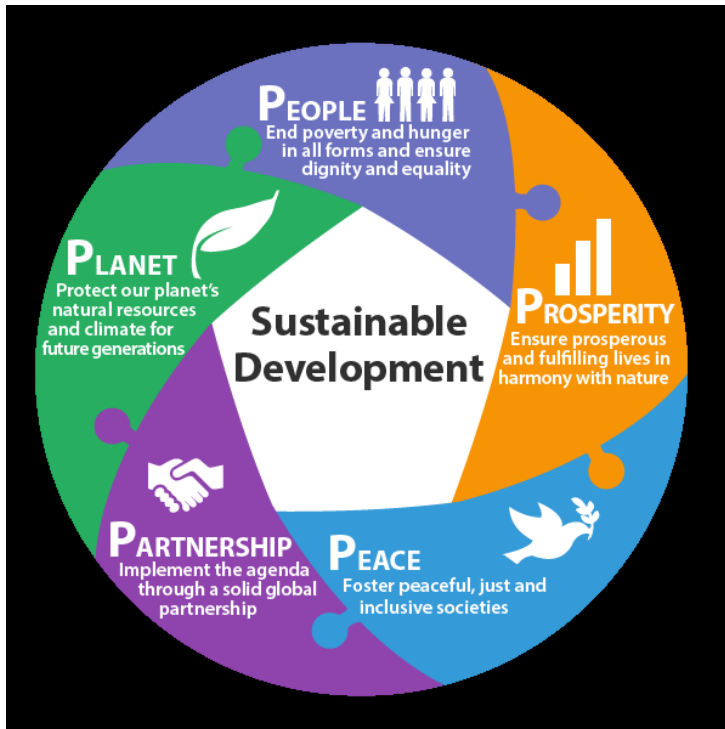 PEOPLE
End poverty and hunger
in all forms and ensure
dignity and equality
PROSPERITY
Ensure prosperous
and fulfilling lives in
harmony with nature
PEACE
Foster peaceful, just and
inclusive societies
PARTNERSHIP
Implement the agenda
through a solid global
partnership
PLANET
Protect our planet's
natural resources
and climate for
future generations
Sustainable
Development